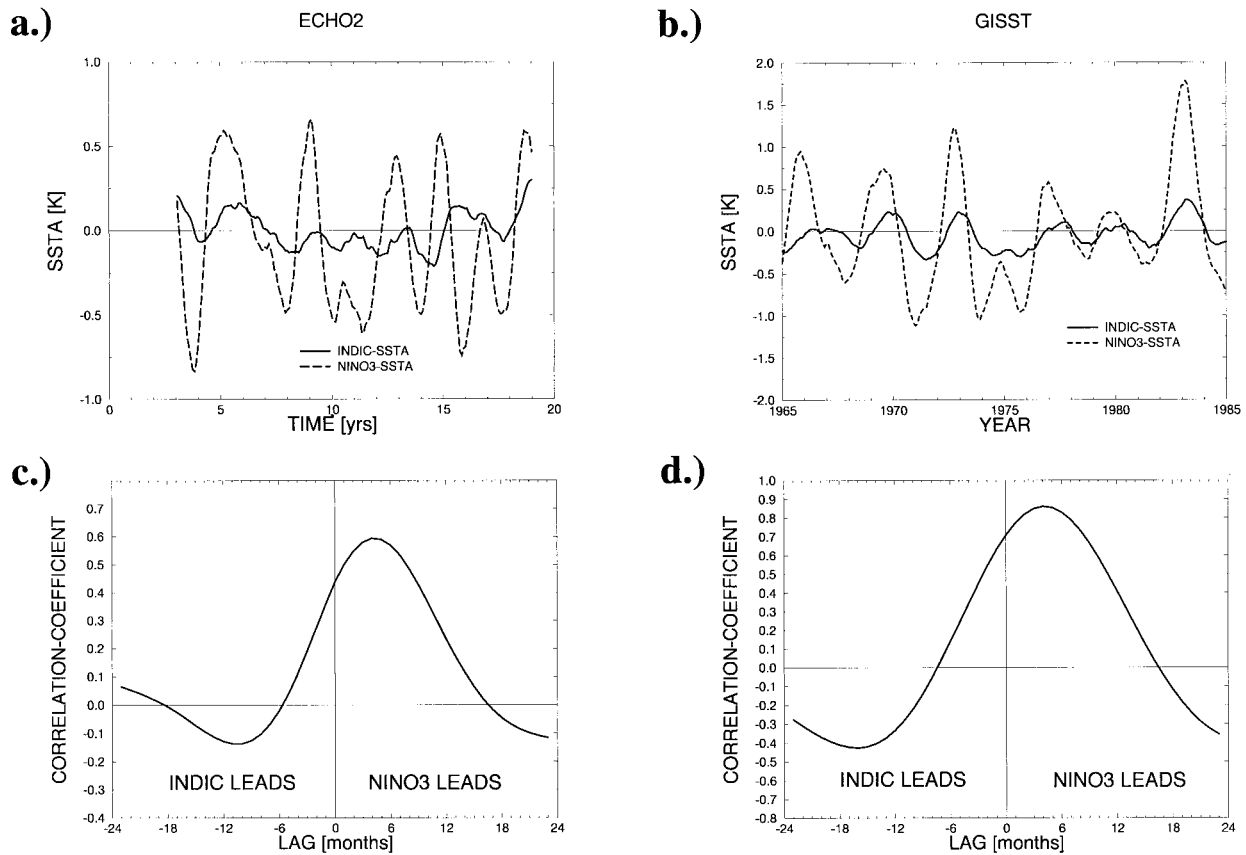 a.)
ECHO2
SSTA [K]
1.0
0.5
0.0
-0.5
-1.0
INDIC-SSTA
NINO3-SSTA
0 5 10 15 20
TIME [yrs]
b.)
GISST
SSTA [K]
2.0
1.5
1.0
0.5
0.0
-0.5
-1.0
-1.5
-2.0
INDIC-SSTA
NINO3-SSTA
1965 1970 1975 1980 1985
YEAR
c.)
CORRELATION-COEFFICIENT
0.7
0.6
0.5
0.4
0.3
0.2
0.1
0.0
-0.1
-0.2
-0.3
-0.4
INDIC LEADS NINO3 LEADS
-24 -18 -12 -6 0 6 12 18 24
LAG [months]
d.)
CORRELATION-COEFFICIENT
1.0
0.9
0.8
0.7
0.6
0.5
0.4
0.3
0.2
0.1
0.0
-0.1
-0.2
-0.3
-0.4
-0.5
-0.6
-0.7
-0.8
INDIC LEADS NINO3 LEADS
-24 -18 -12 -6 0 6 12 18 24
LAG [months]